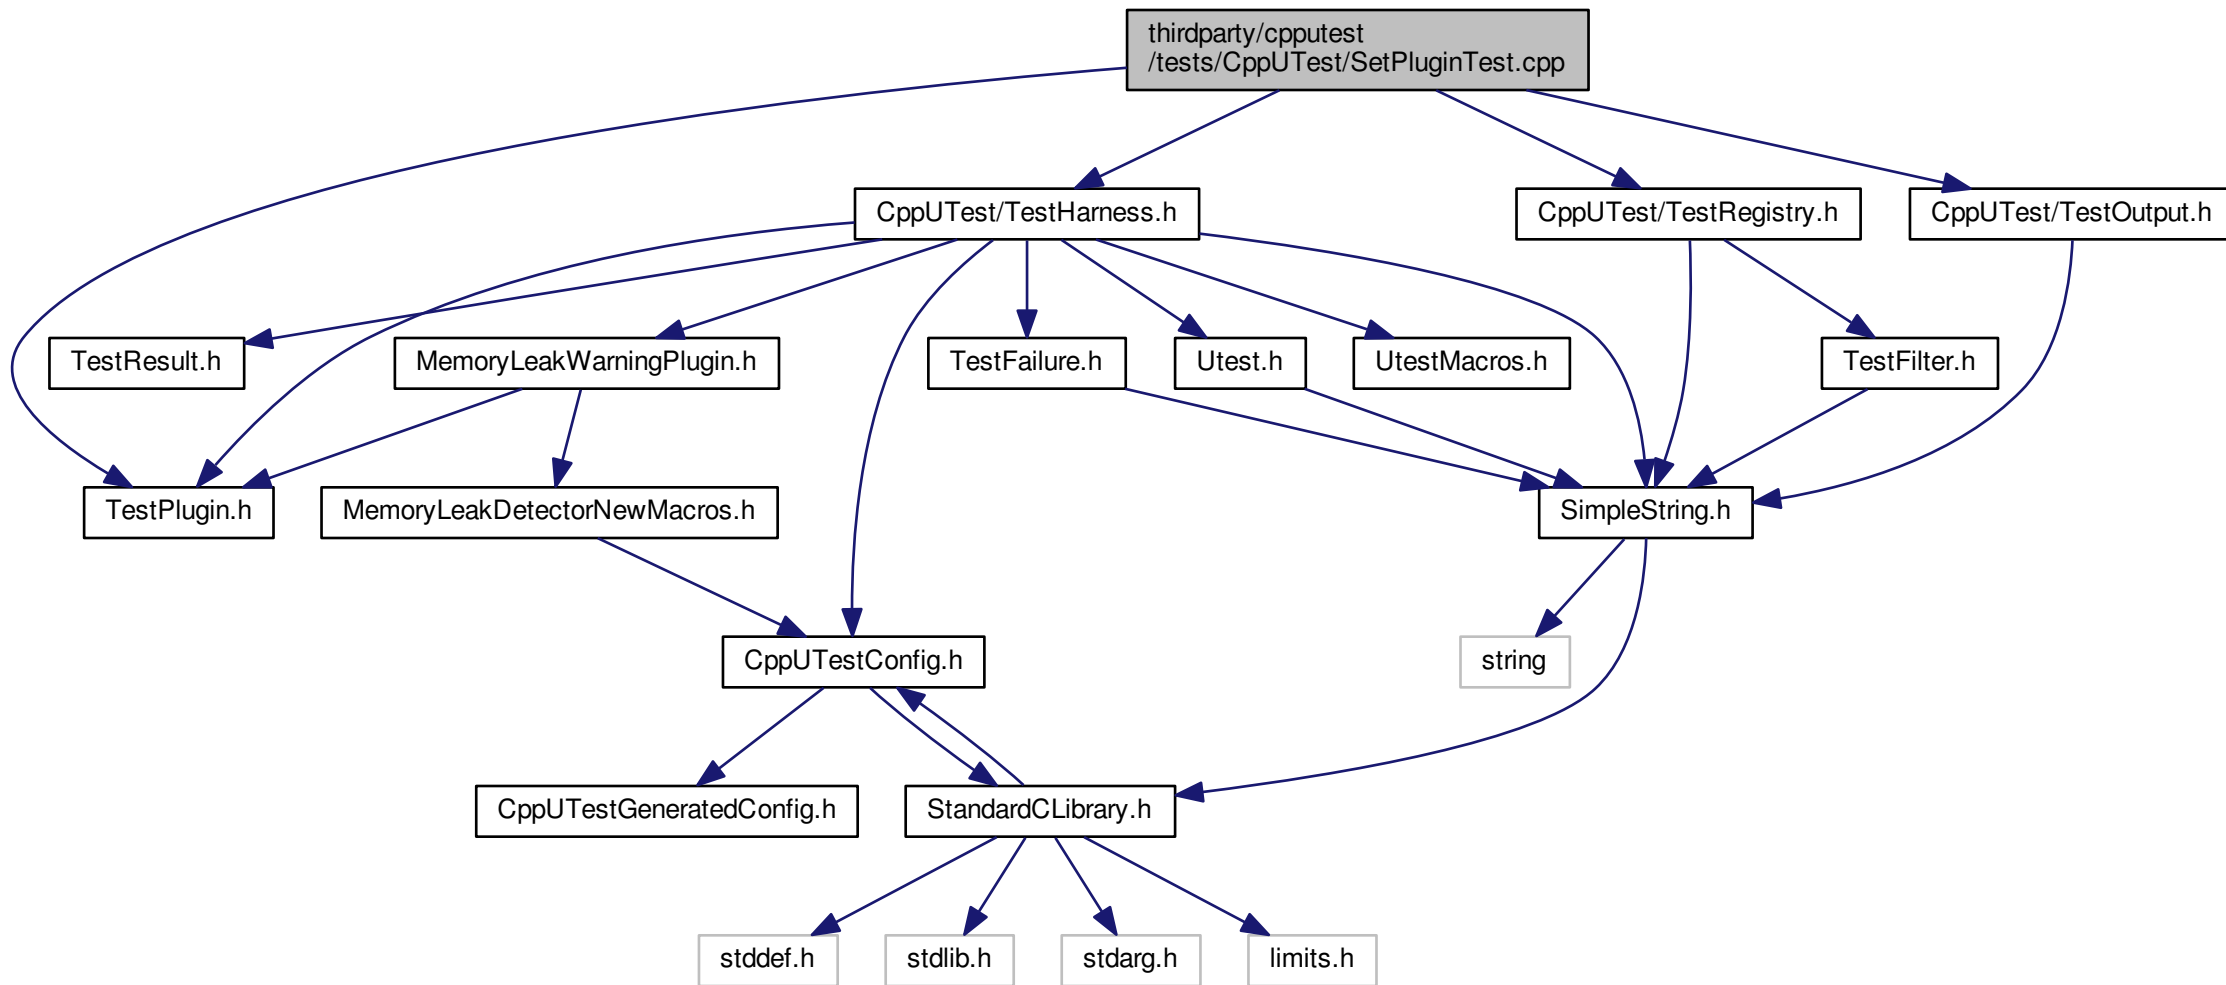 thirdparty/cpputest
/tests/CppUTest/SetPluginTest.cpp
CppUTest/TestHarness.h
CppUTest/TestRegistry.h
CppUTest/TestOutput.h
TestResult.h
MemoryLeakWarningPlugin.h
TestFailure.h
Utest.h
UtestMacros.h
TestFilter.h
TestPlugin.h
MemoryLeakDetectorNewMacros.h
SimpleString.h
CppUTestConfig.h
string
CppUTestGeneratedConfig.h
StandardCLibrary.h
stddef.h
stdlib.h
stdarg.h
limits.h